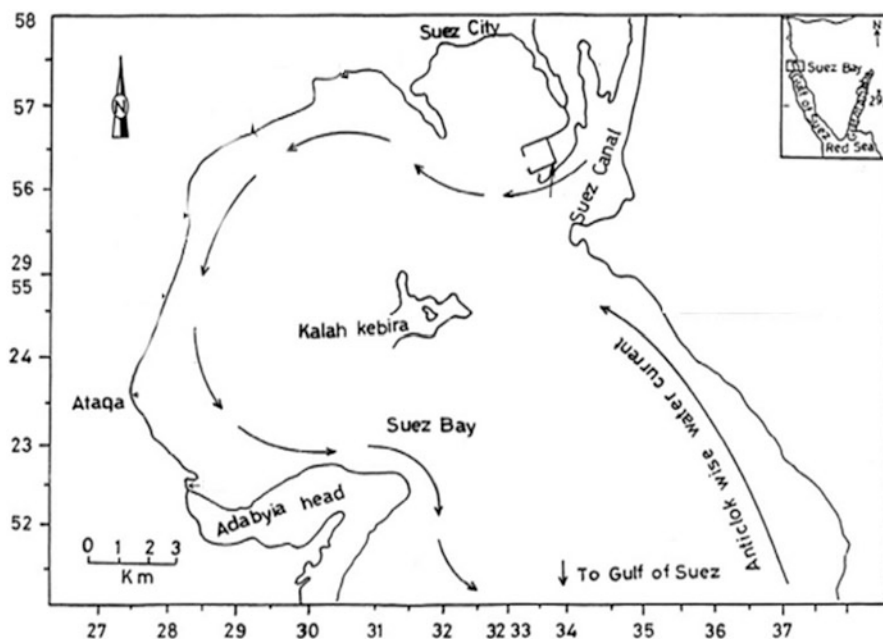 58
57
56
29
55
24
23
52
Suez City
N
Suez Canal
N
Suez Bay
Gulf of Suez
29
Red Sea
Kalah kebira
Ataqa
Suez Bay
Anticlok wise water current
Adabyia head
0 1 2 3
Km
To Gulf of Suez
27 28 29 30 31 32 32 33 34 35 36 37